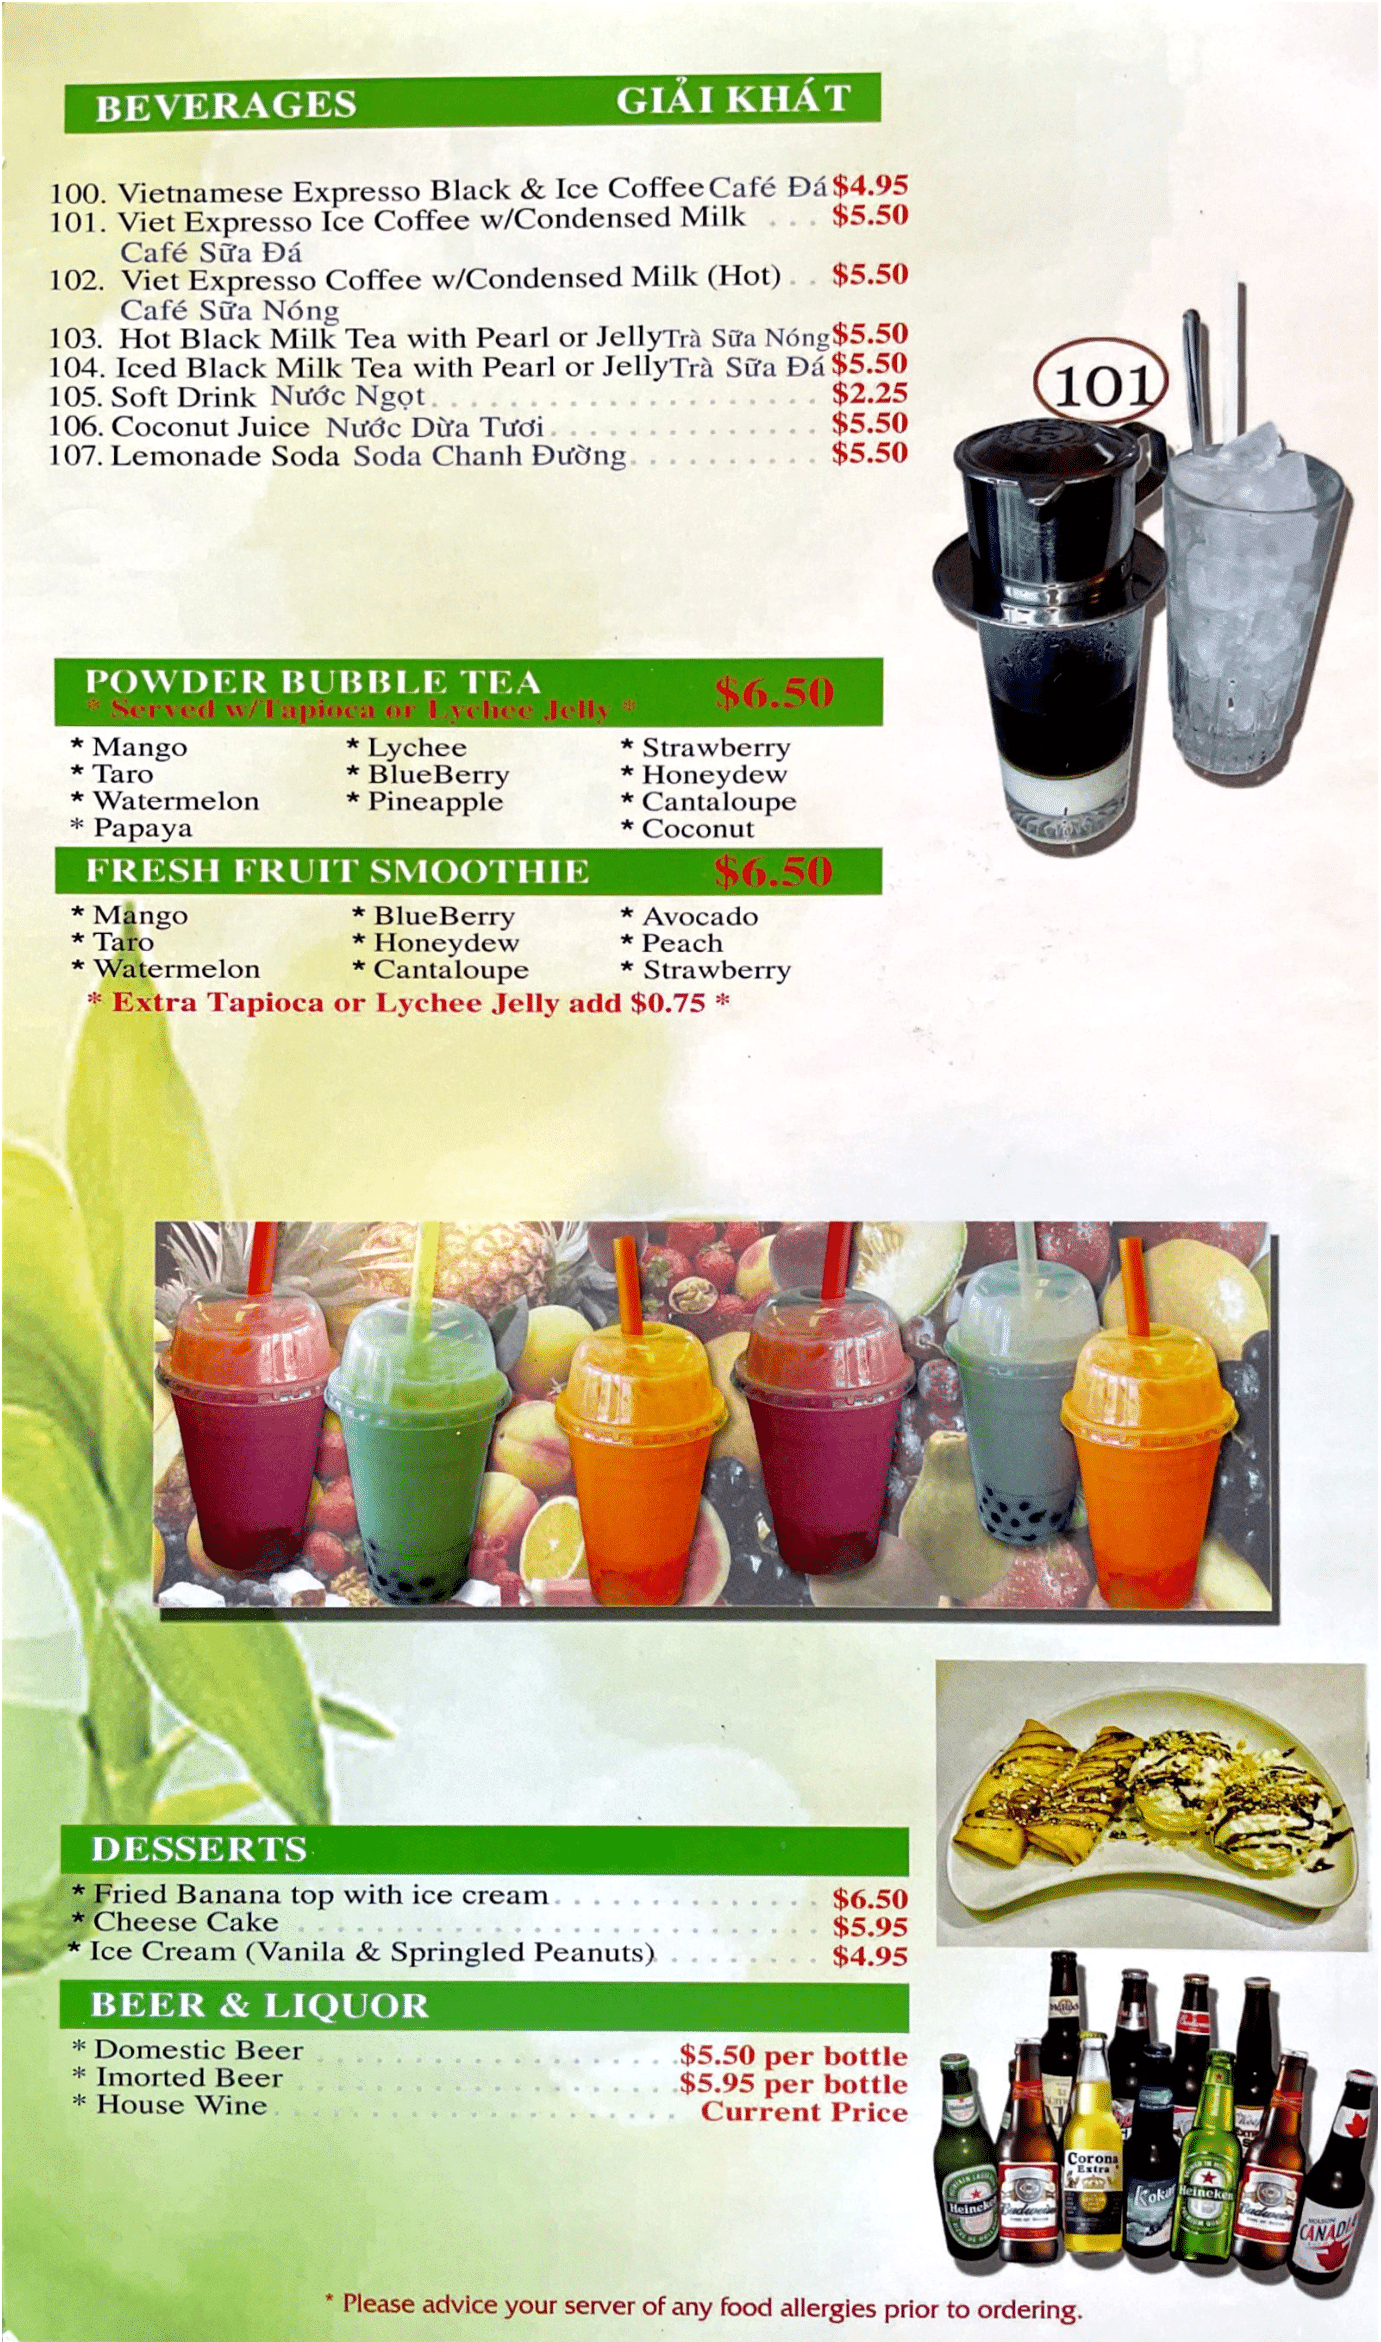 BEVERAGES GIẢI KHÁT
100. Vietnamese Expresso Black & Ice Coffee Café Đá $4.95
101. Viet Expresso Ice Coffee w/Condensed Milk . . . $5.50
Café Sữa Đá
102. Viet Expresso Coffee w/Condensed Milk (Hot) . . $5.50
Café Sữa Nóng
103. Hot Black Milk Tea with Pearl or Jelly Trà Sữa Nóng $5.50
104. Iced Black Milk Tea with Pearl or Jelly Trà Sữa Đá $5.50
105. Soft Drink Nước Ngọt $2.25
106. Coconut Juice Nước Dừa Tươi $5.50
107. Lemonade Soda Soda Chanh Đường $5.50
101
POWDER BUBBLE TEA $6.50
* Served w/Tapioca or Lychee Jelly *
* Mango * Lychee * Strawberry
* Taro * BlueBerry * Honeydew
* Watermelon * Pineapple * Cantaloupe
* Papaya * Coconut
FRESH FRUIT SMOOTHIE $6.50
* Mango * BlueBerry * Avocado
* Taro * Honeydew * Peach
* Watermelon * Cantaloupe * Strawberry
* Extra Tapioca or Lychee Jelly add $0.75 *
DESSERTS
* Fried Banana top with ice cream $6.50
* Cheese Cake $5.95
* Ice Cream (Vanila & Springled Peanuts) $4.95
BEER & LIQUOR
* Domestic Beer $5.50 per bottle
* Imorted Beer $5.95 per bottle
* House Wine Current Price
Heineken
Budweiser
Corona
Extra
Kokanee
Heineken
Budweiser
CANADIAN
* Please advice your server of any food allergies prior to ordering.